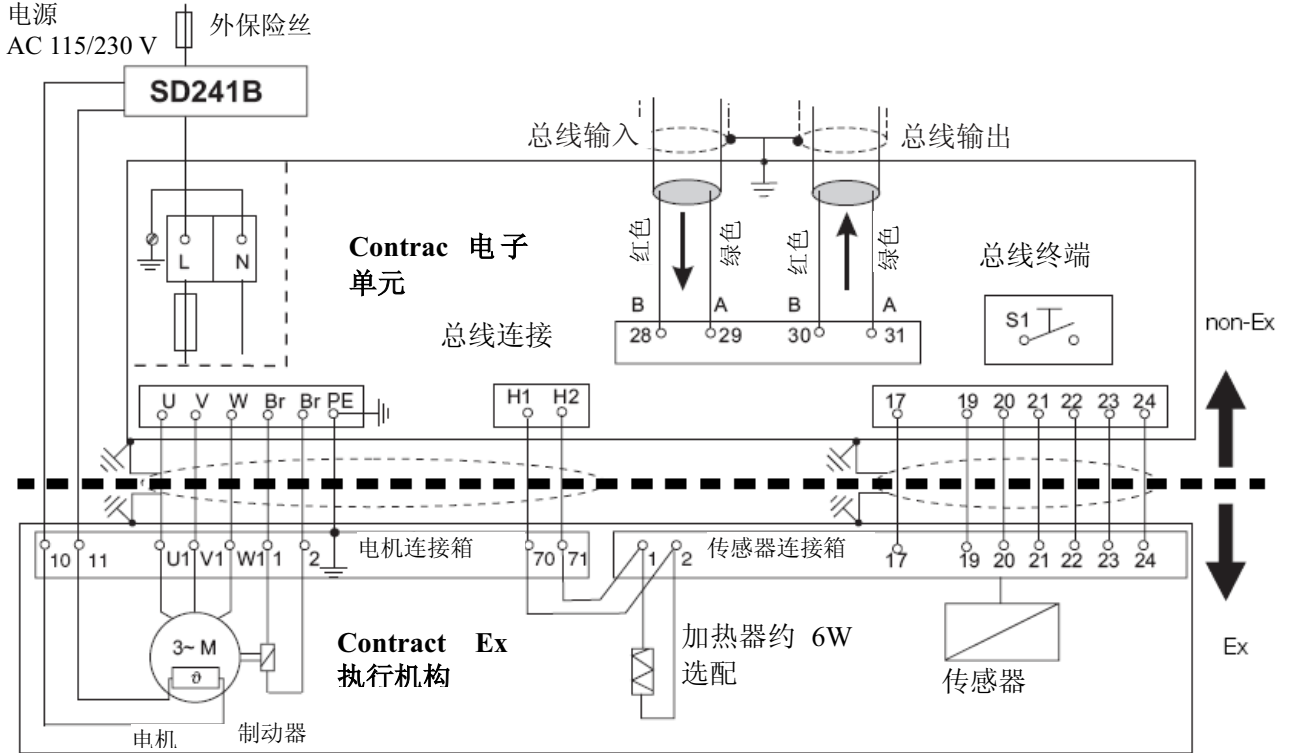 电源
AC 115/230 V
外保险丝
SD241B
总线输入
总线输出
L N
Contrac 电子
单元
红色 绿色 红色 绿色
总线终端
B A B A
S1
non-Ex
总线连接
28 29 30 31
U V W Br Br PE
H1 H2
17 19 20 21 22 23 24
10 11 U1 V1 W1 1 2 电机连接箱 70 71
1 2 传感器连接箱 17 19 20 21 22 23 24
3~ M
ϑ
Contract Ex
执行机构
加热器约 6W
选配
传感器
Ex
电机
制动器